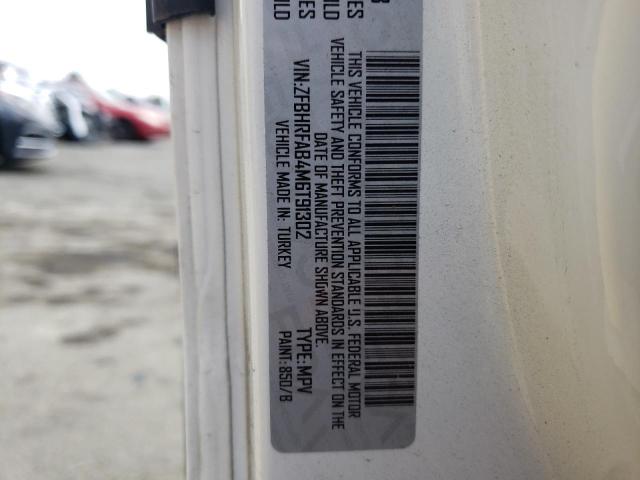 THIS VEHICLE CONFORMS TO ALL APPLICABLE U.S. FEDERAL MOTOR
VEHICLE SAFETY AND THEFT PREVENTION STANDARDS IN EFFECT ON THE
DATE OF MANUFACTURE SHOWN ABOVE.
VIN:ZFBHRFAB4M6T91302 TYPE:MPV
VEHICLE MADE IN: TURKEY PAINT:850/B